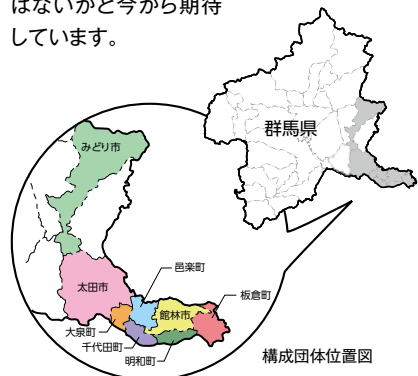 はないかと今から期待
しています。
群馬県
みどり市
太田市
邑楽町
板倉町
館林市
大泉町
千代田町
明和町
構成団体位置図